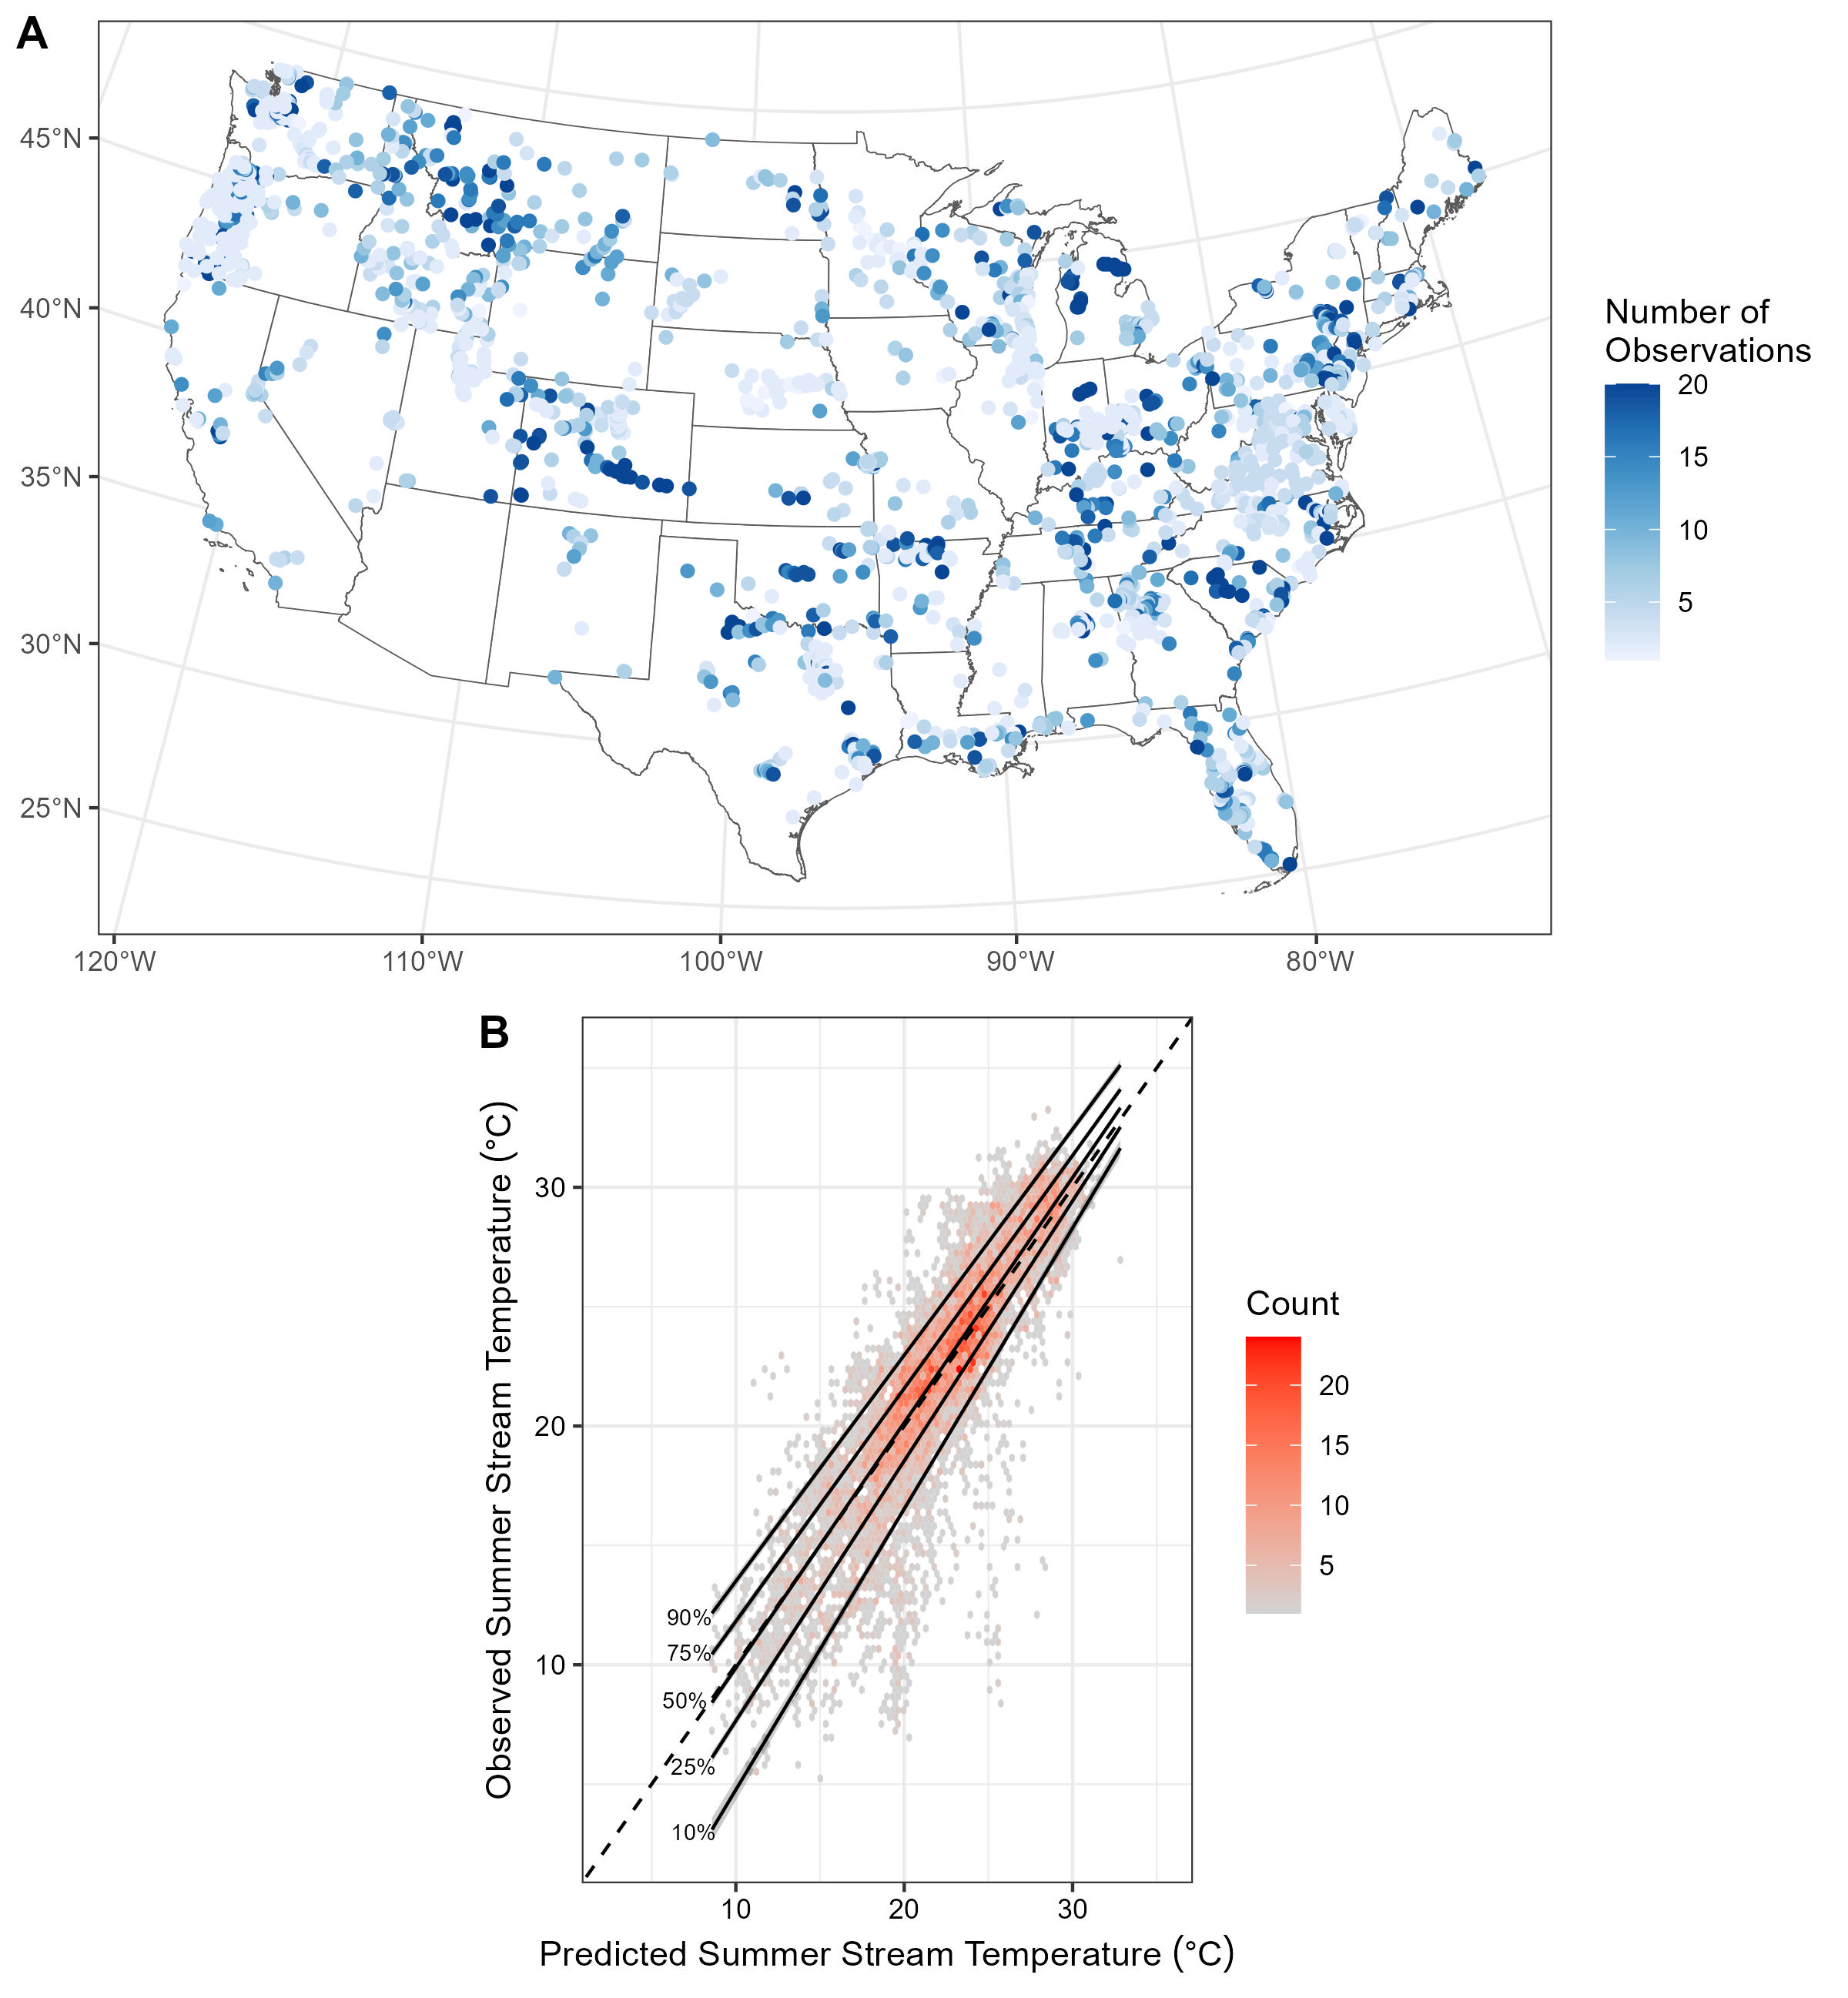 A
45°N
40°N
35°N
30°N
25°N
120°W 110°W 100°W 90°W 80°W
Number of
Observations
20
15
10
5
B
Observed Summer Stream Temperature (°C)
30
20
10
90%
75%
50%
25%
10%
10 20 30
Predicted Summer Stream Temperature (°C)
Count
20
15
10
5